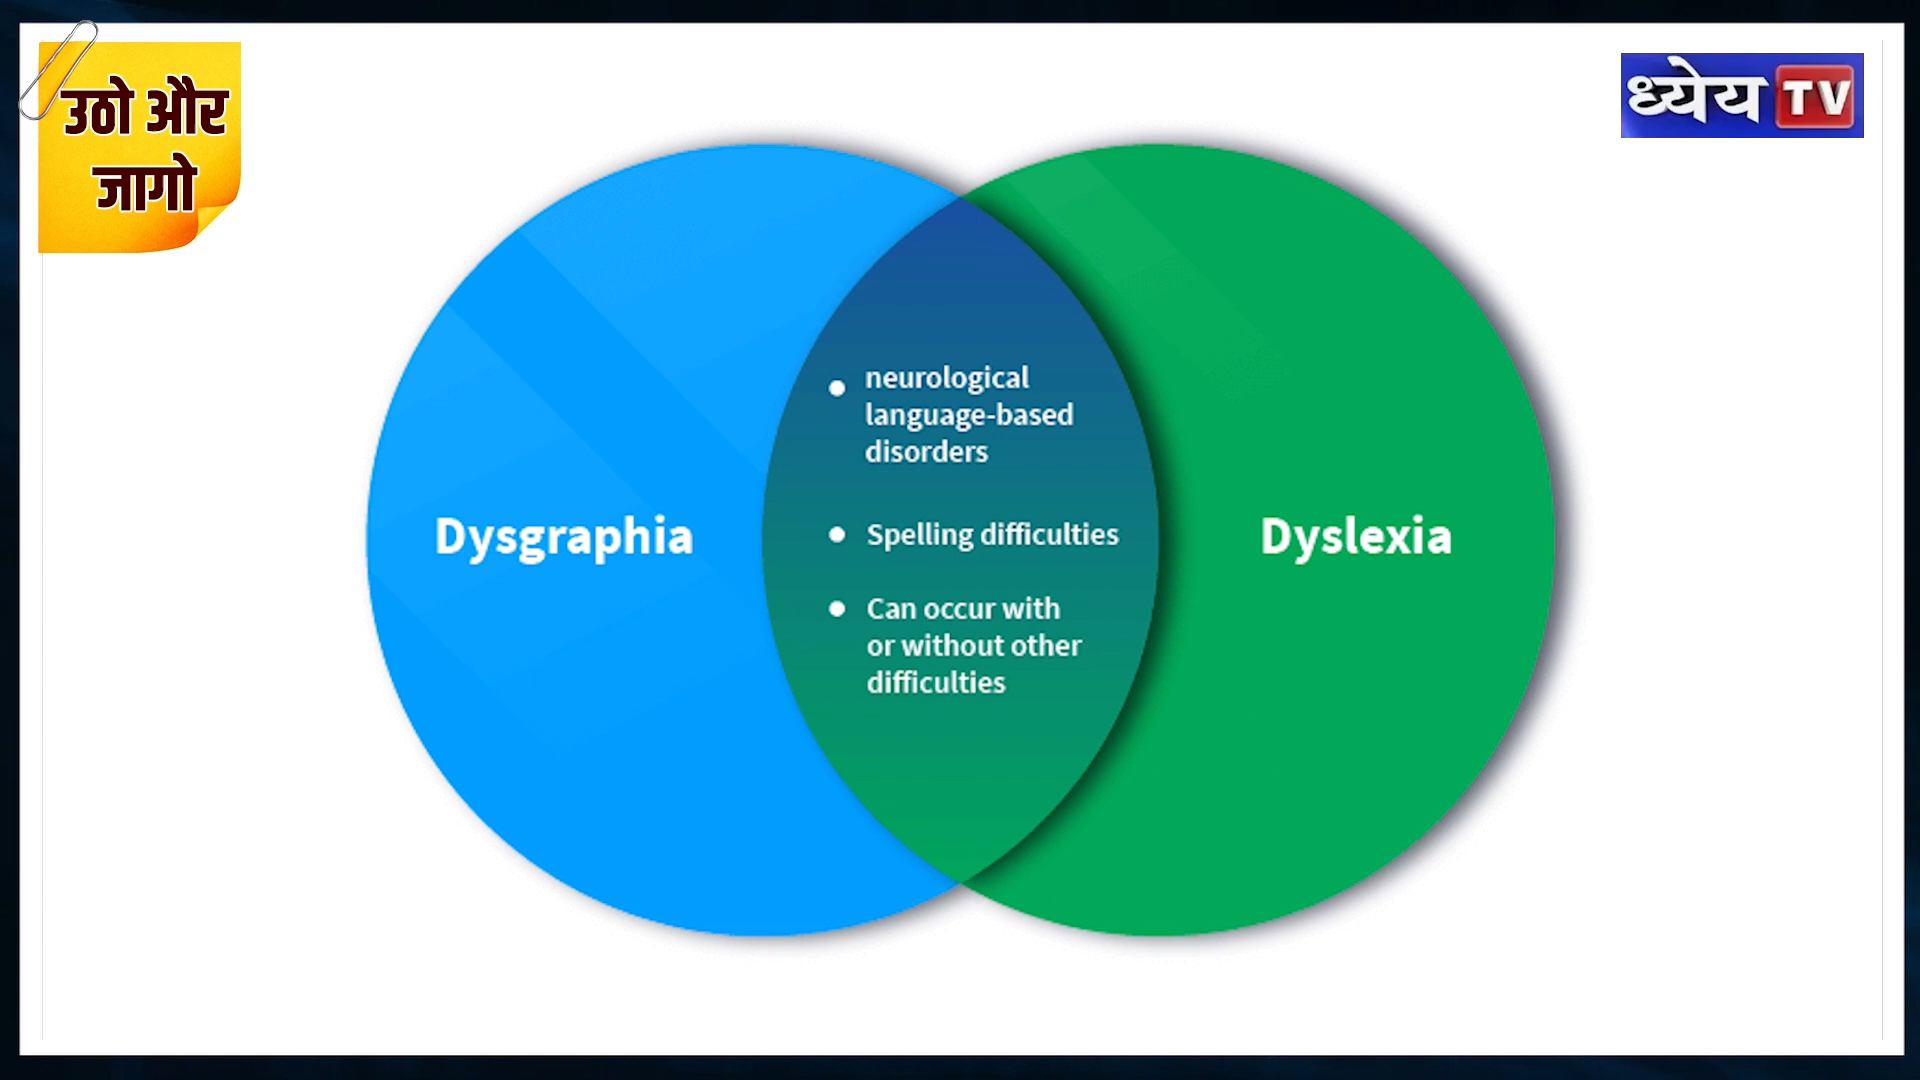 उठो और
जागो
ध्येय TV
Dysgraphia
neurological
language-based
disorders
Spelling difficulties
Can occur with
or without other
difficulties
Dyslexia